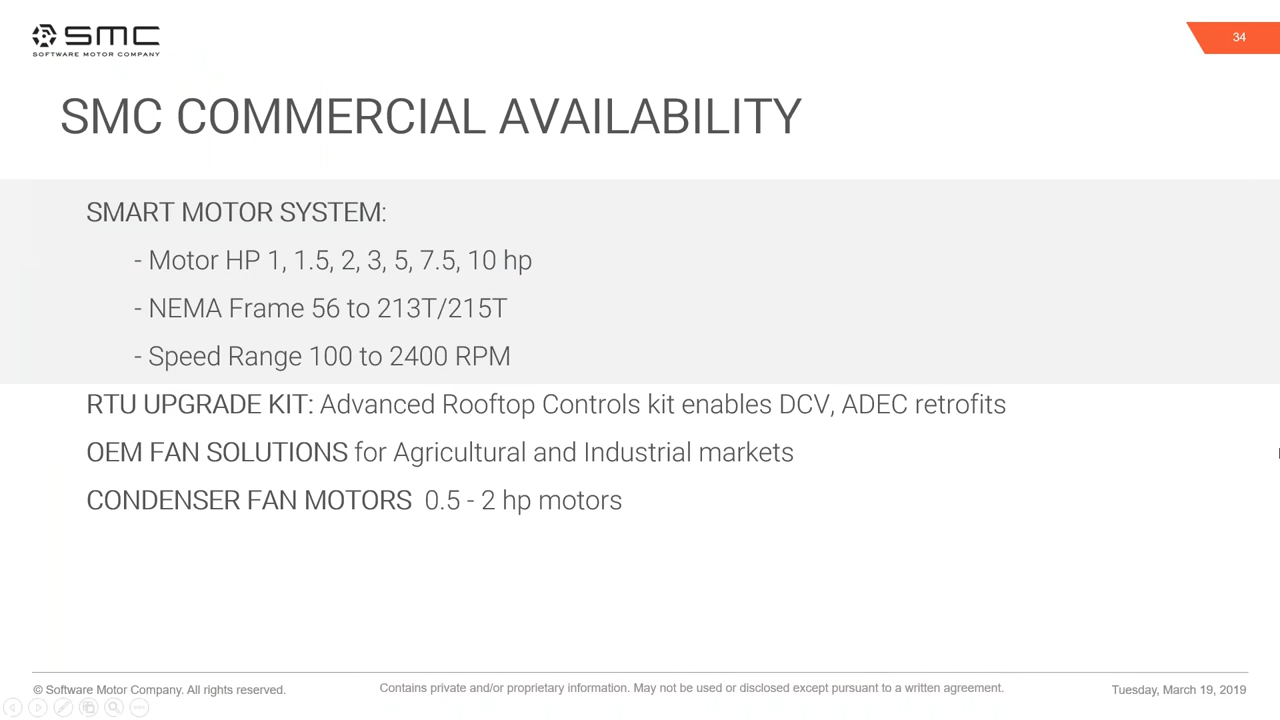 SMC
SOFTWARE MOTOR COMPANY
34
SMC COMMERCIAL AVAILABILITY
SMART MOTOR SYSTEM:
- Motor HP 1, 1.5, 2, 3, 5, 7.5, 10 hp
- NEMA Frame 56 to 213T/215T
- Speed Range 100 to 2400 RPM
RTU UPGRADE KIT: Advanced Rooftop Controls kit enables DCV, ADEC retrofits
OEM FAN SOLUTIONS for Agricultural and Industrial markets
CONDENSER FAN MOTORS 0.5 - 2 hp motors
© Software Motor Company. All rights reserved.
Contains private and/or proprietary information. May not be used or disclosed except pursuant to a written agreement.
Tuesday, March 19, 2019